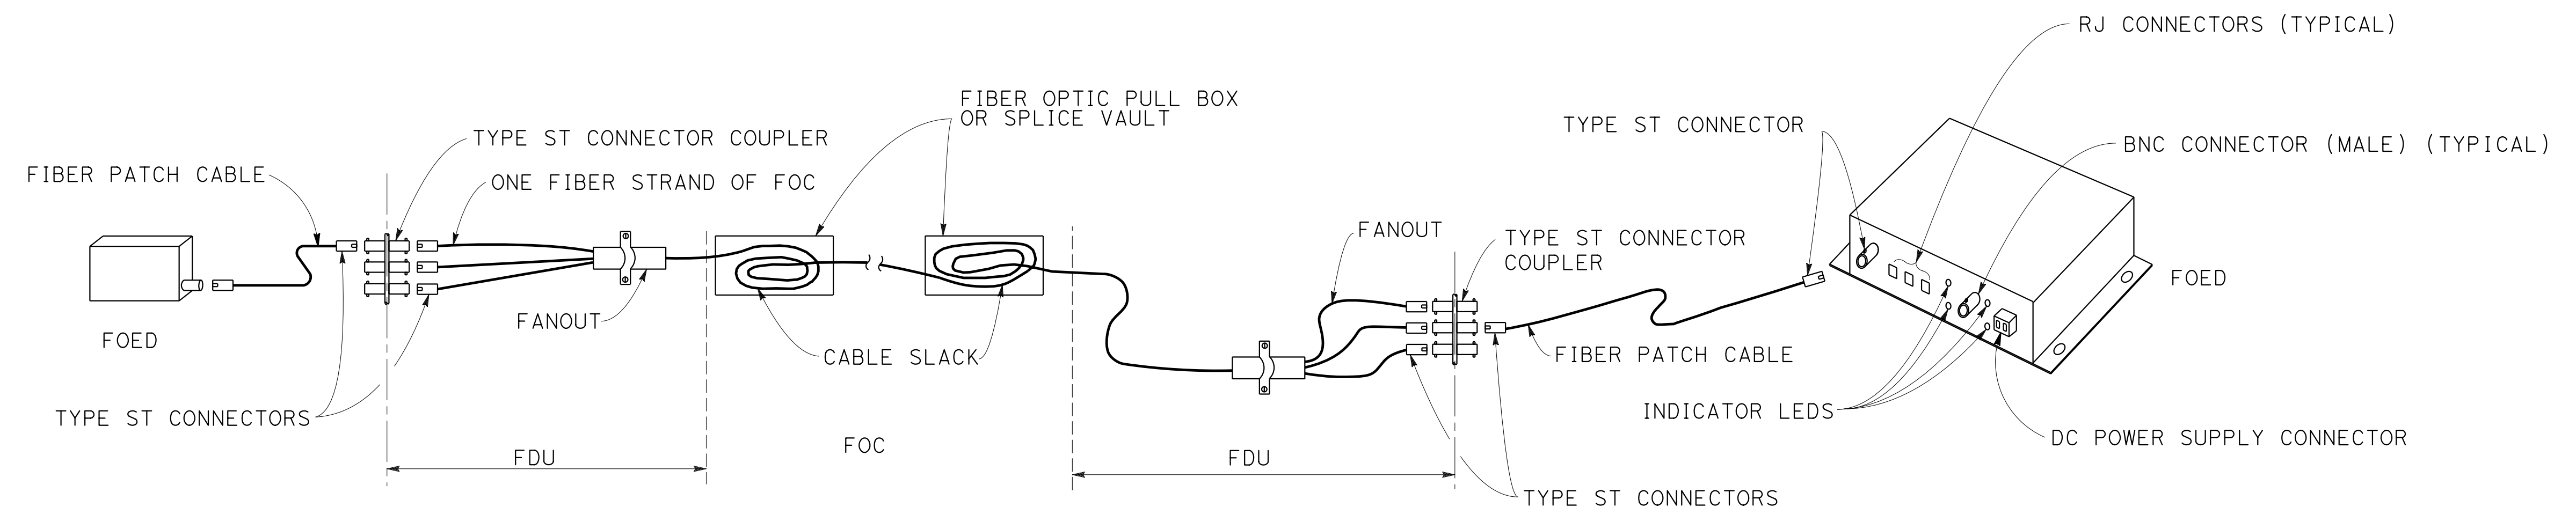 RJ CONNECTORS (TYPICAL)
FIBER OPTIC PULL BOX
OR SPLICE VAULT
TYPE ST CONNECTOR
TYPE ST CONNECTOR COUPLER
BNC CONNECTOR (MALE) (TYPICAL)
FIBER PATCH CABLE
ONE FIBER STRAND OF FOC
FANOUT
TYPE ST CONNECTOR
COUPLER
FOED
FANOUT
FOED
CABLE SLACK
FIBER PATCH CABLE
TYPE ST CONNECTORS
INDICATOR LEDS
DC POWER SUPPLY CONNECTOR
FOC
FDU
FDU
TYPE ST CONNECTORS